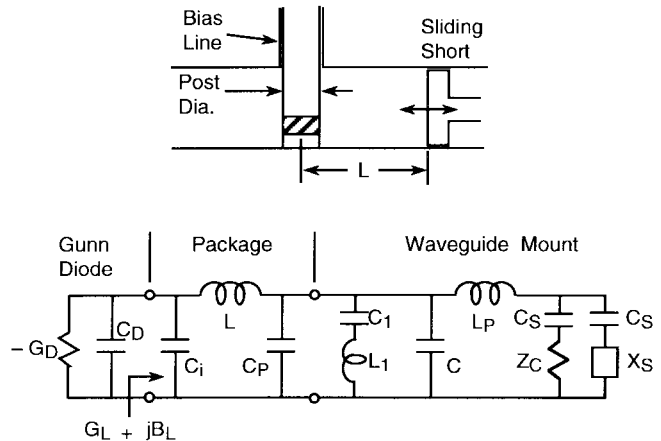 Bias
Line
Sliding
Short
Post
Dia.
L
Gunn
Diode
Package
Waveguide Mount
- G_D
C_D
C_i
L
C_P
C_1
L_1
C
L_P
C_S
Z_C
C_S
X_S
G_L + jB_L